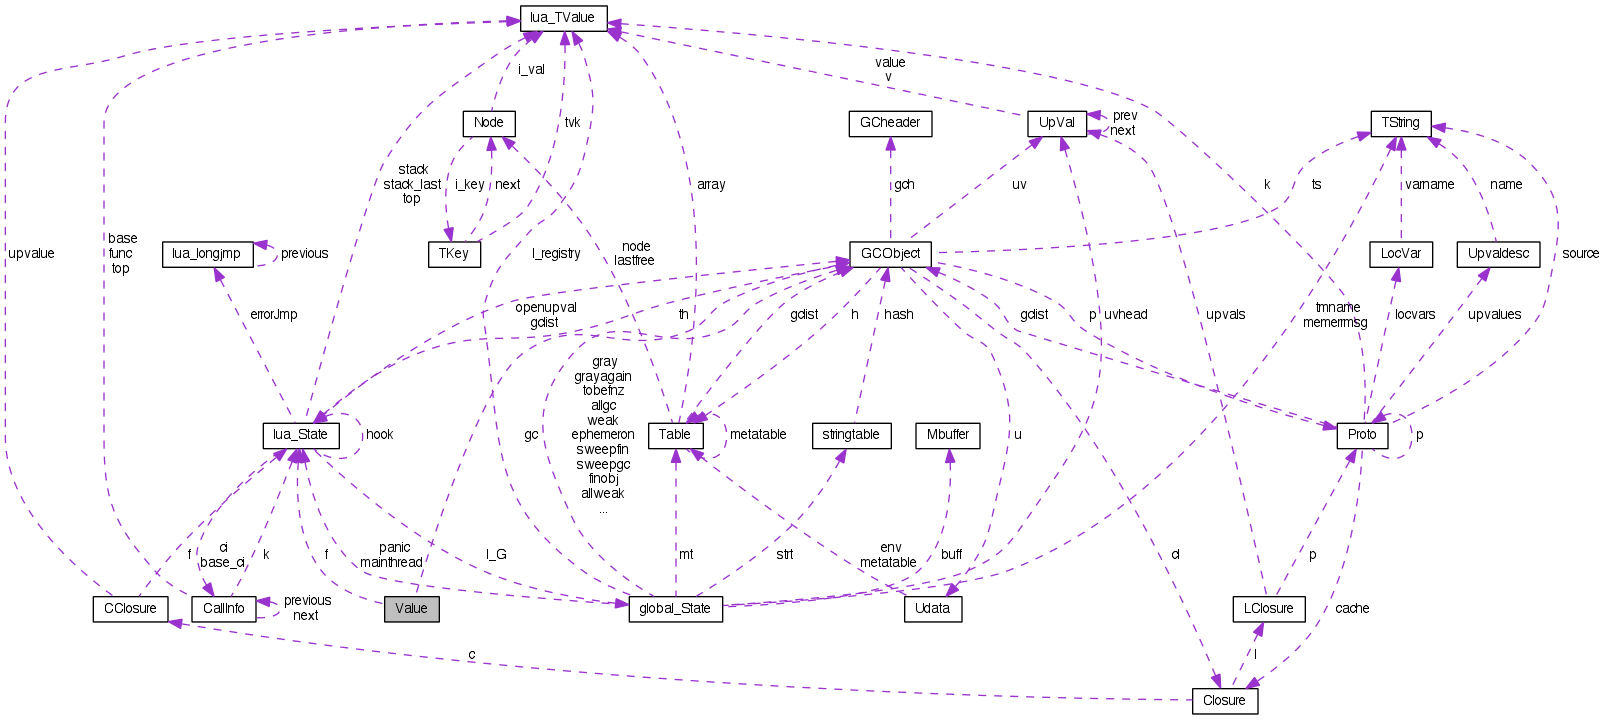 lua_TValue
value
v
i_val
Node
tvk
GCheader
UpVal
prev
next
TString
stack
stack_last
top
i_key
next
array
gch
uv
k
ts
varname
name
upvalue
base
func
top
lua_longjmp
previous
TKey
l_registry
node
lastfree
GCObject
LocVar
Upvaldesc
source
errorJmp
openupval
gclist
th
gclist
h
hash
gclist
p
uvhead
upvals
tmname
memerrmsg
locvars
upvalues
gray
grayagain
tobefnz
allgc
weak
ephemeron
sweepfin
sweepgc
finobj
allweak
...
lua_State
hook
gc
Table
metatable
stringtable
Mbuffer
u
Proto
p
f
ci
base_ci
k
f
panic
mainthread
l_G
mt
strt
env
metatable
buff
cl
p
cache
CClosure
CallInfo
previous
next
Value
global_State
Udata
LClosure
c
l
Closure